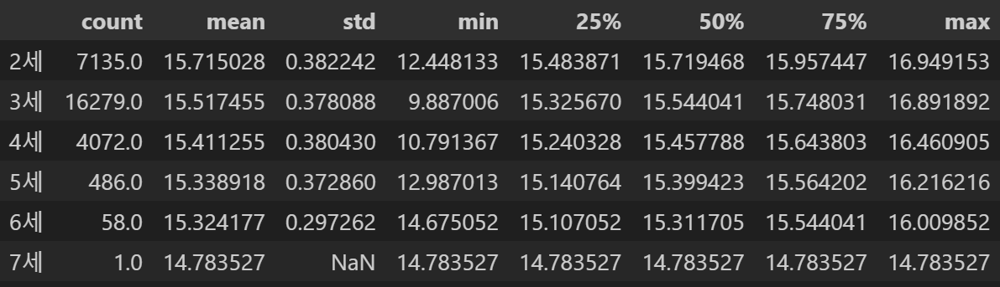 count mean std min 25% 50% 75% max
2세 7135.0 15.715028 0.382242 12.448133 15.483871 15.719468 15.957447 16.949153
3세 16279.0 15.517455 0.378088 9.887006 15.325670 15.544041 15.748031 16.891892
4세 4072.0 15.411255 0.380430 10.791367 15.240328 15.457788 15.643803 16.460905
5세 486.0 15.338918 0.372860 12.987013 15.140764 15.399423 15.564202 16.216216
6세 58.0 15.324177 0.297262 14.675052 15.107052 15.311705 15.544041 16.009852
7세 1.0 14.783527 NaN 14.783527 14.783527 14.783527 14.783527 14.783527